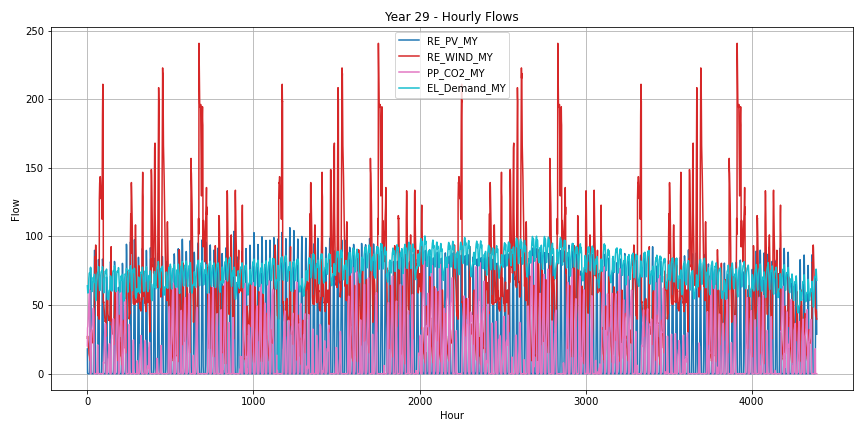 Year 29 - Hourly Flows
RE_PV_MY
RE_WIND_MY
PP_CO2_MY
EL_Demand_MY
250
200
150
100
50
0
Flow
0 1000 2000 3000 4000
Hour